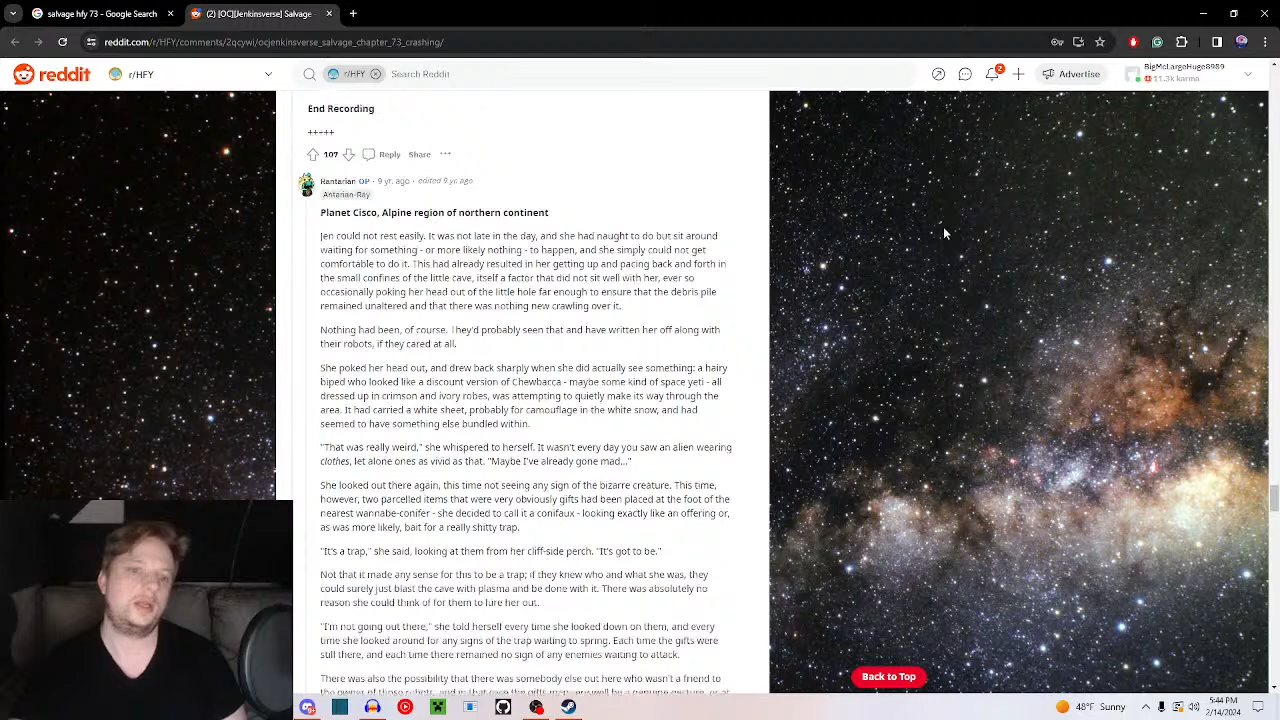 salvage hfy 73 - Google Search
(2) [OC][Jenkinsverse] Salvage
reddit.com/r/HFY/comments/2qcywi/ocjenkinsverse_salvage_chapter_73_crashing/
reddit
r/HFY
r/HFY
Search Reddit
2
Advertise
BigMcLargeHuge8989
11.3k karma
End Recording
+++++
107
Reply
Share
Rantarian OP · 9 yr. ago · edited 9 yr. ago
Antarian-Ray
Planet Cisco, Alpine region of northern continent
Jen could not rest easily. It was not late in the day, and she had naught to do but sit around
waiting for something - or more likely nothing - to happen, and she simply could not get
comfortable to do it. This had already resulted in her getting up and pacing back and forth in
the small confines of the little cave, itself a factor that did not sit well with her, ever so
occasionally poking her head out of the little hole far enough to ensure that the debris pile
remained unaltered and that there was nothing new crawling over it.
Nothing had been, of course. They'd probably seen that and have written her off along with
their robots, if they cared at all.
She poked her head out, and drew back sharply when she did actually see something: a hairy
biped who looked like a discount version of Chewbacca - maybe some kind of space yeti - all
dressed up in crimson and ivory robes, was attempting to quietly make its way through the
area. It had carried a white sheet, probably for camouflage in the white snow, and had
seemed to have something else bundled within.
"That was really weird," she whispered to herself. It wasn't every day you saw an alien wearing
clothes, let alone ones as vivid as that. "Maybe I've already gone mad..."
She looked out there again, this time not seeing any sign of the bizarre creature. This time,
however, two parcelled items that were very obviously gifts had been placed at the foot of the
nearest wannabe-conifer - she decided to call it a conifaux - looking exactly like an offering or,
as was more likely, bait for a really shitty trap.
"It's a trap," she said, looking at them from her cliff-side perch. "It's got to be."
Not that it made any sense for this to be a trap; if they knew who and what she was, they
could surely just blast the cave with plasma and be done with it. There was absolutely no
reason she could think of for them to lure her out.
"I'm not going out there," she told herself every time she looked down on them, and every
time she looked around for any signs of the trap waiting to spring. Each time the gifts were
still there, and each time there remained no sign of any enemies waiting to attack.
There was also the possibility that there was somebody else out here who wasn't a friend to
Back to Top
48°F Sunny
5:44 PM
2/14/2024